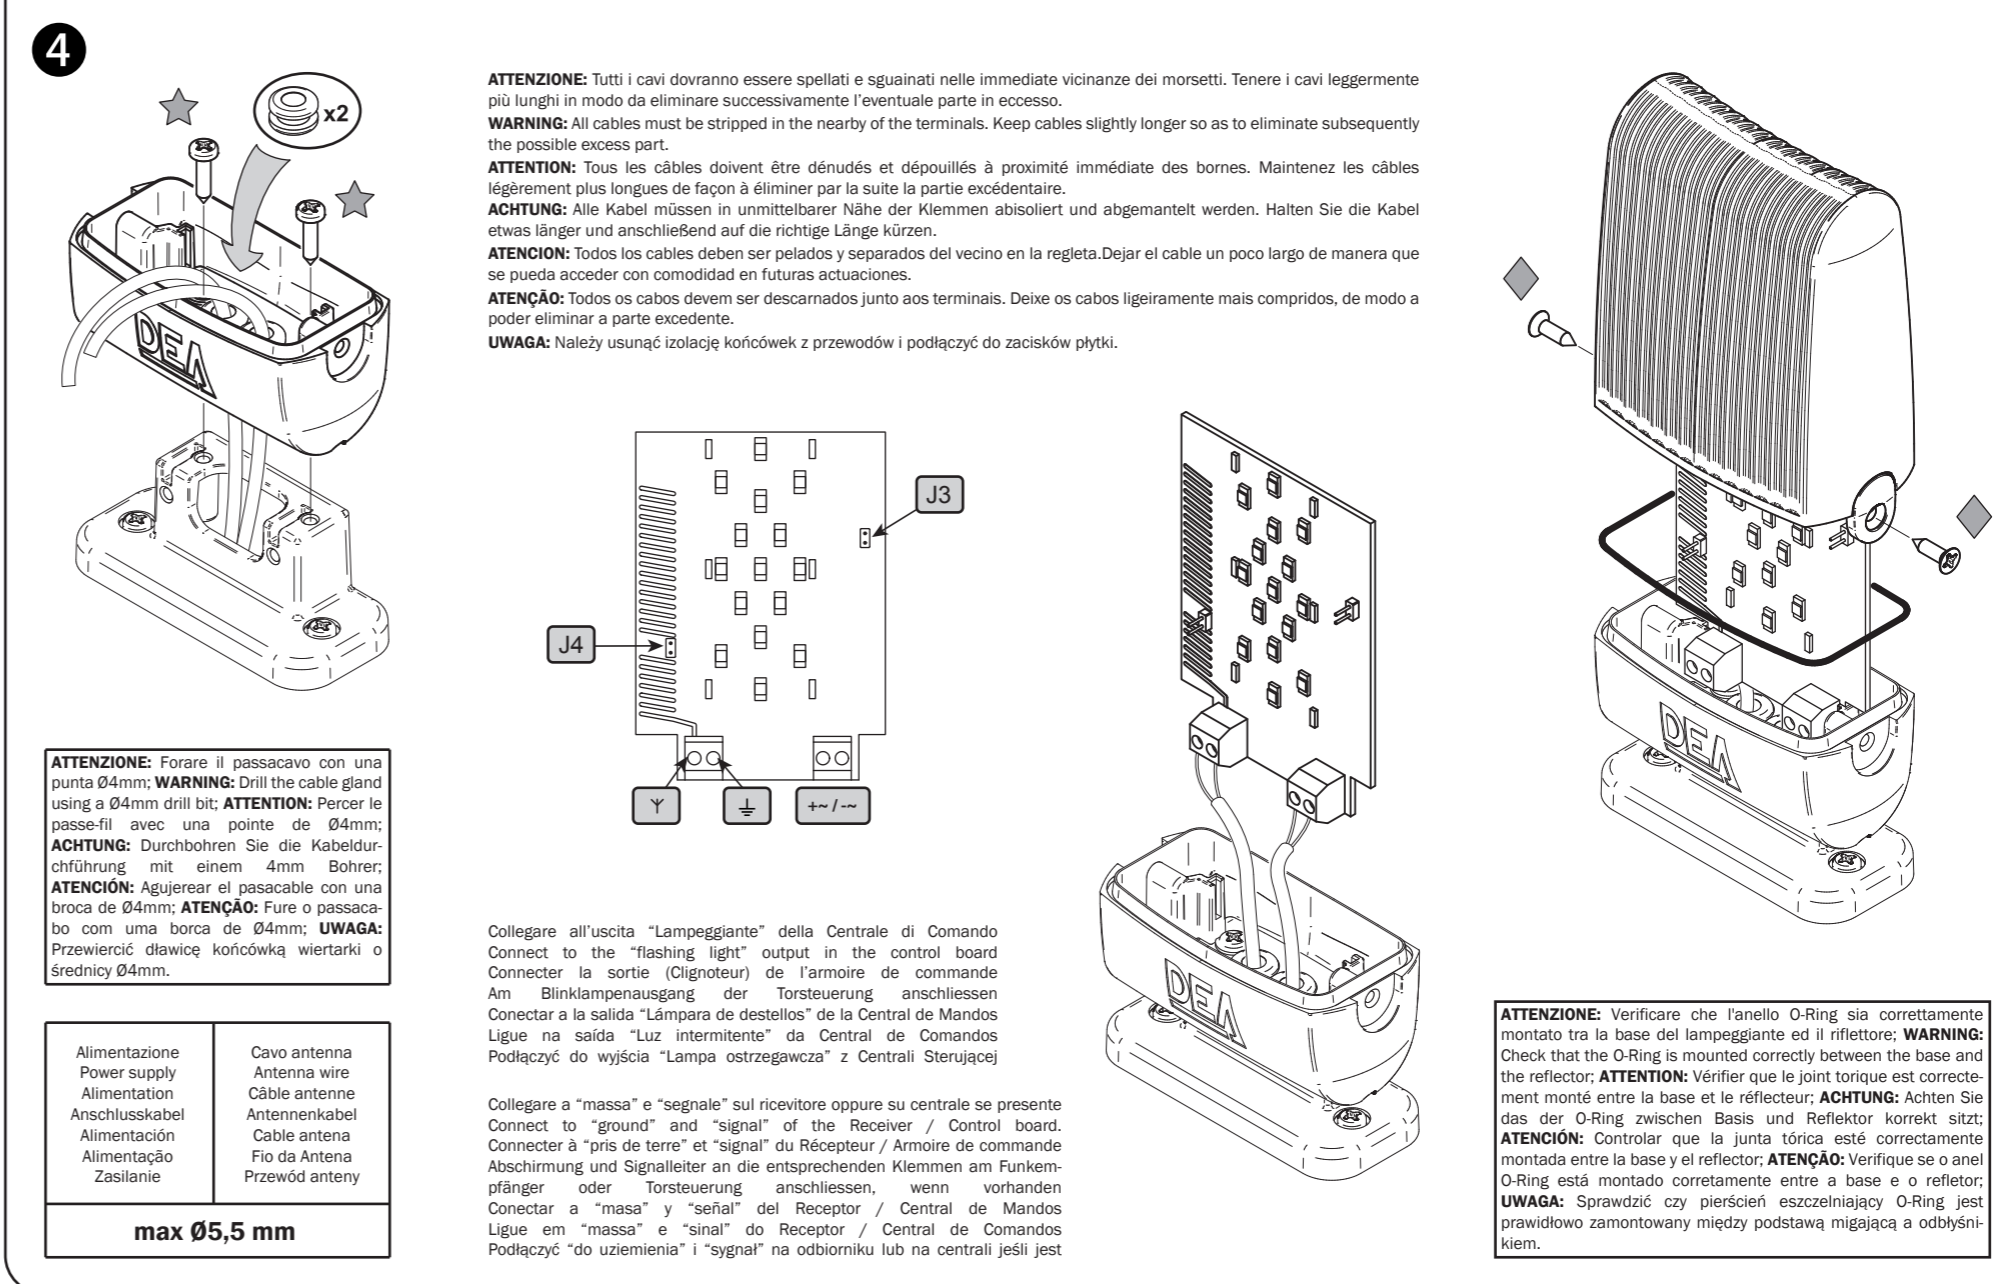 4
x2
DEA
ATTENZIONE: Forare il passacavo con una
punta Ø4mm; WARNING: Drill the cable gland
using a Ø4mm drill bit; ATTENTION: Percer le
passe-fil avec una pointe de Ø4mm;
ACHTUNG: Durchbohren Sie die Kabeldur-
chführung mit einem 4mm Bohrer;
ATENCIÓN: Agujerear el pasacable con una
broca de Ø4mm; ATENÇÃO: Fure o passaca-
bo com uma borca de Ø4mm; UWAGA:
Przewiercić dławicę końcówką wiertarki o
średnicy Ø4mm.
Alimentazione
Power supply
Alimentation
Anschlusskabel
Alimentación
Alimentação
Zasilanie
Cavo antenna
Antenna wire
Câble antenne
Antennenkabel
Cable antena
Fio da Antena
Przewód anteny
max Ø5,5 mm
ATTENZIONE: Tutti i cavi dovranno essere spellati e sguainati nelle immediate vicinanze dei morsetti. Tenere i cavi leggermente
più lunghi in modo da eliminare successivamente l'eventuale parte in eccesso.
WARNING: All cables must be stripped in the nearby of the terminals. Keep cables slightly longer so as to eliminate subsequently
the possible excess part.
ATTENTION: Tous les câbles doivent être dénudés et dépouillés à proximité immédiate des bornes. Maintenez les câbles
légèrement plus longues de façon à éliminer par la suite la partie excédentaire.
ACHTUNG: Alle Kabel müssen in unmittelbarer Nähe der Klemmen abisoliert und abgemantelt werden. Halten Sie die Kabel
etwas länger und anschließend auf die richtige Länge kürzen.
ATENCION: Todos los cables deben ser pelados y separados del vecino en la regleta.Dejar el cable un poco largo de manera que
se pueda acceder con comodidad en futuras actuaciones.
ATENÇÃO: Todos os cabos devem ser descarnados junto aos terminais. Deixe os cabos ligeiramente mais compridos, de modo a
poder eliminar a parte excedente.
UWAGA: Należy usunąć izolację końcówek z przewodów i podłączyć do zacisków płytki.
J3
J4
+~ / -~
Collegare all'uscita “Lampeggiante” della Centrale di Comando
Connect to the “flashing light” output in the control board
Connecter la sortie (Clignoteur) de l'armoire de commande
Am Blinklampenausgang der Torsteuerung anschliessen
Conectar a la salida “Lámpara de destellos” de la Central de Mandos
Ligue na saída “Luz intermitente” da Central de Comandos
Podłączyć do wyjścia “Lampa ostrzegawcza” z Centrali Sterującej
Collegare a “massa” e “segnale” sul ricevitore oppure su centrale se presente
Connect to “ground” and “signal” of the Receiver / Control board.
Connecter à “pris de terre” et “signal” du Récepteur / Armoire de commande
Abschirmung und Signalleiter an die entsprechenden Klemmen am Funkem-
pfänger oder Torsteuerung anschliessen, wenn vorhanden
Conectar a “masa” y “señal” del Receptor / Central de Mandos
Ligue em “massa” e “sinal” do Receptor / Central de Comandos
Podłączyć “do uziemienia” i “sygnał” na odbiorniku lub na centrali jeśli jest
DEA
DEA
ATTENZIONE: Verificare che l'anello O-Ring sia correttamente
montato tra la base del lampeggiante ed il riflettore; WARNING:
Check that the O-Ring is mounted correctly between the base and
the reflector; ATTENTION: Vérifier que le joint torique est correcte-
ment monté entre la base et le réflecteur; ACHTUNG: Achten Sie
das der O-Ring zwischen Basis und Reflektor korrekt sitzt;
ATENCIÓN: Controlar que la junta tórica esté correctamente
montada entre la base y el reflector; ATENÇÃO: Verifique se o anel
O-Ring está montado corretamente entre a base e o refletor;
UWAGA: Sprawdzić czy pierścień eszczelniający O-Ring jest
prawidłowo zamontowany między podstawą migającą a odbłyśni-
kiem.